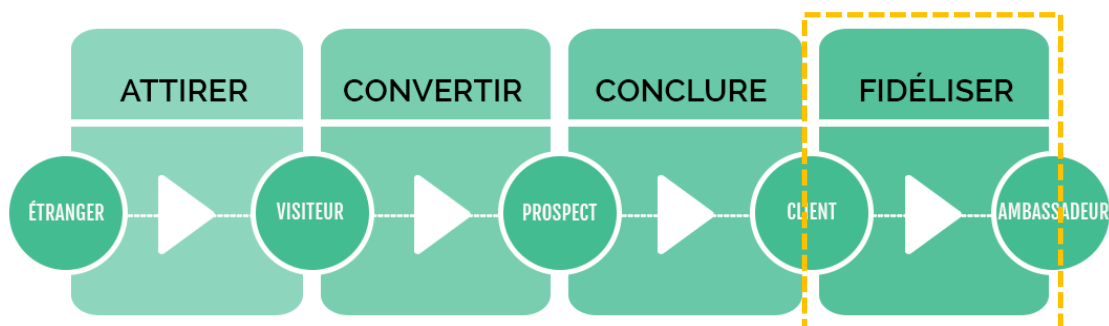 ATTIRER
CONVERTIR
CONCLURE
FIDÉLISER
ÉTRANGER
VISITEUR
PROSPECT
CLIENT
AMBASSADEUR